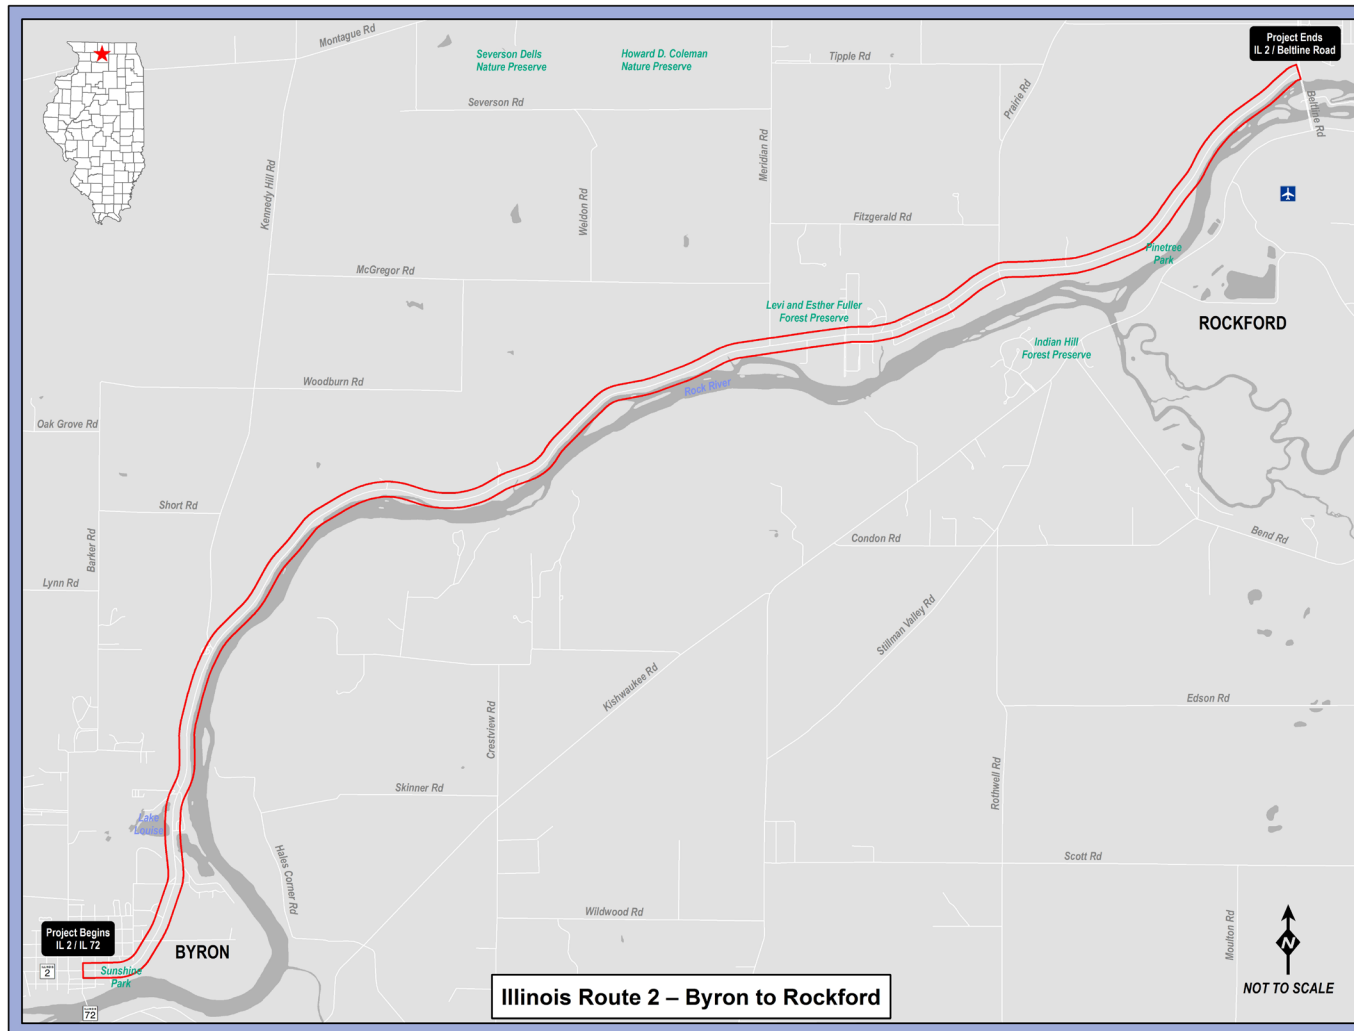 Montague Rd
Severson Dells
Nature Preserve
Howard D. Coleman
Nature Preserve
Tipple Rd
Project Ends
IL 2 / Beltline Road
Severson Rd
Prairie Rd
Beltline Rd
Meridian Rd
Kennedy Hill Rd
Weldon Rd
Fitzgerald Rd
Pinetree
Park
McGregor Rd
Levi and Esther Fuller
Forest Preserve
ROCKFORD
Indian Hill
Forest Preserve
Woodburn Rd
Rock River
Oak Grove Rd
Short Rd
Barker Rd
Condon Rd
Bend Rd
Lynn Rd
Stillman Valley Rd
Kishwaukee Rd
Edson Rd
Crestview Rd
Rothwell Rd
Skinner Rd
Lake
Louise
Hales Corner Rd
Scott Rd
Wildwood Rd
Moulton Rd
Project Begins
IL 2 / IL 72
BYRON
N
ILLINOIS
2
Sunshine
Park
NOT TO SCALE
Illinois Route 2 – Byron to Rockford
ILLINOIS
72